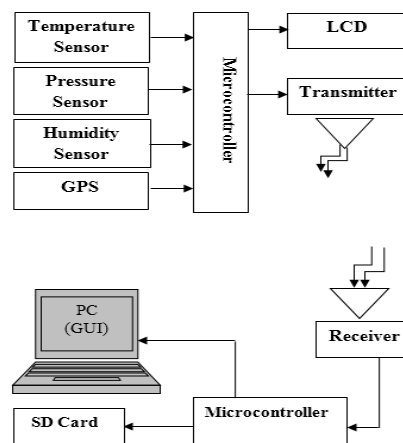 Temperature
Sensor
Pressure
Sensor
Humidity
Sensor
GPS
Microcontroller
LCD
Transmitter
PC
(GUI)
SD Card
Microcontroller
Receiver